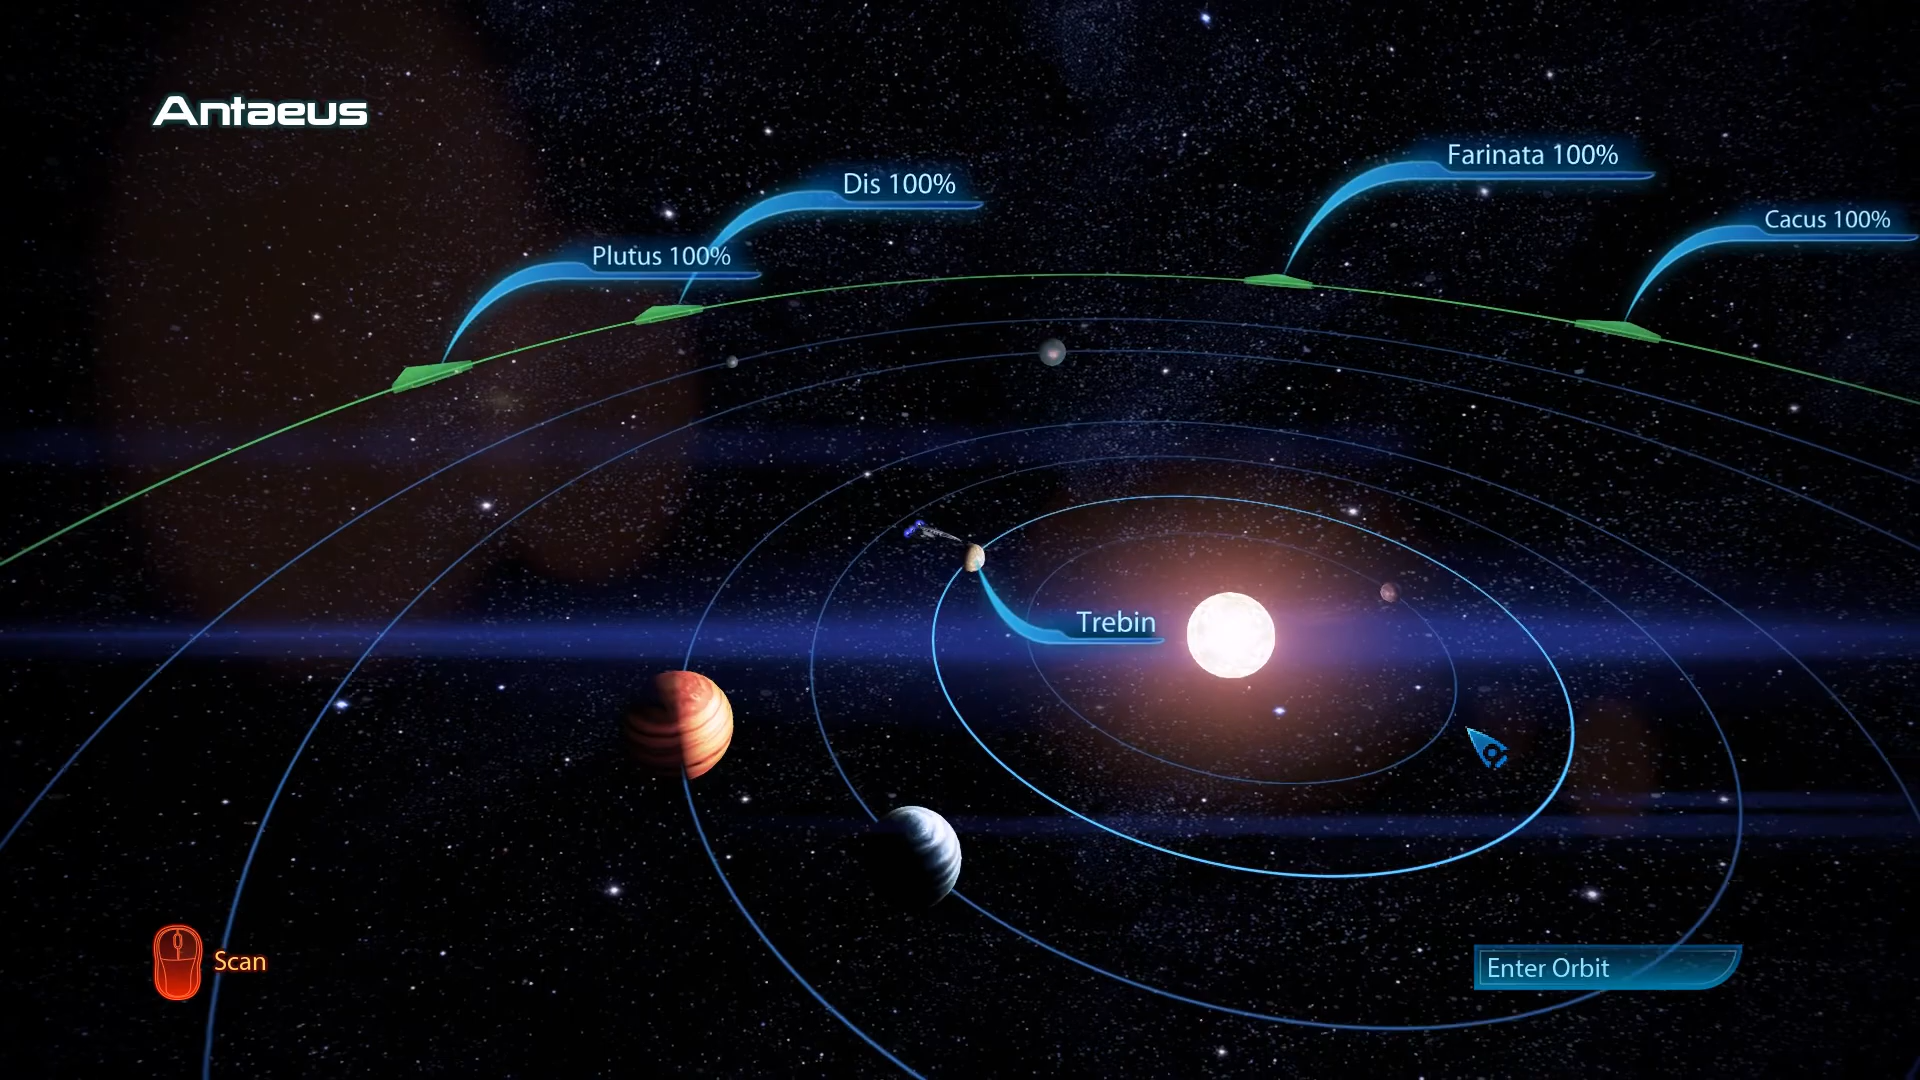 Antaeus
Farinata 100%
Dis 100%
Cacus 100%
Plutus 100%
Trebin
Scan
Enter Orbit